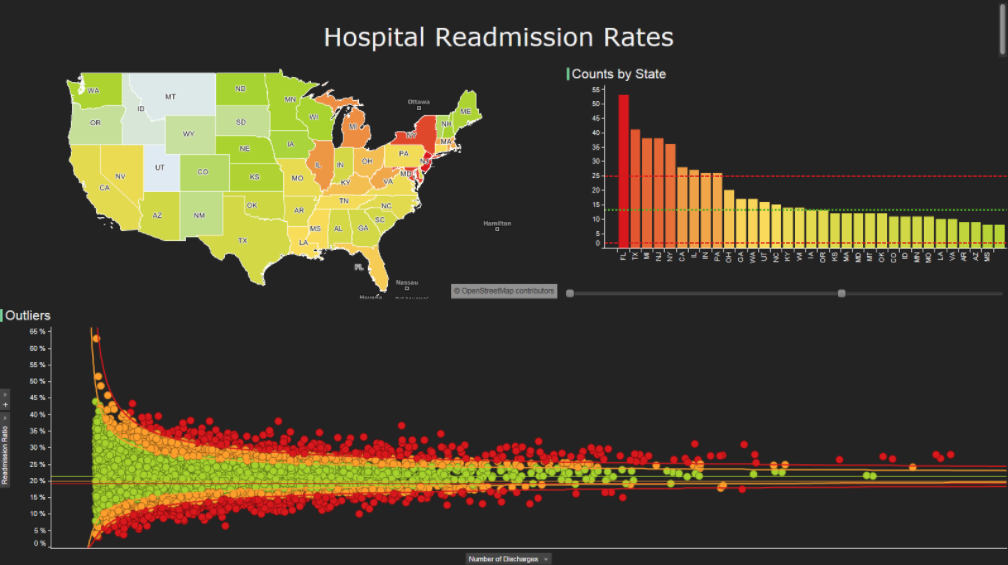 Hospital Readmission Rates
Counts by State
WA
MT
ND
MN
ID
OR
SD
WI
MI
NY
NH
ME
MA
WY
IA
NE
PA
NV
UT
CO
KS
IL
IN
OH
MO
KY
VA
CA
AZ
NM
OK
AR
TN
NC
SC
TX
LA
MS
AL
GA
FL
Ottawa
Hamilton
Nassau
© OpenStreetMap contributors
55
50
45
40
35
30
25
20
15
10
5
0
FL
TX
MI
NJ
NY
CA
IL
IN
PA
OH
GA
WA
UT
NC
KY
WI
IA
OR
KS
MA
MD
MT
OK
CO
ID
MN
MO
LA
VA
AR
AZ
MS
Outliers
65 %
60 %
55 %
50 %
45 %
40 %
35 %
30 %
25 %
20 %
15 %
10 %
5 %
0 %
Readmission Ratio
Number of Discharges